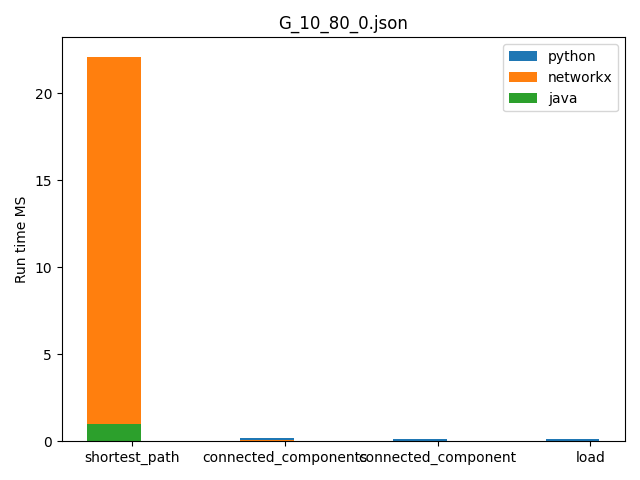 G_10_80_0.json
python
networkx
java
Run time MS
20
15
10
5
0
shortest_path
connected_components
connected_component
load